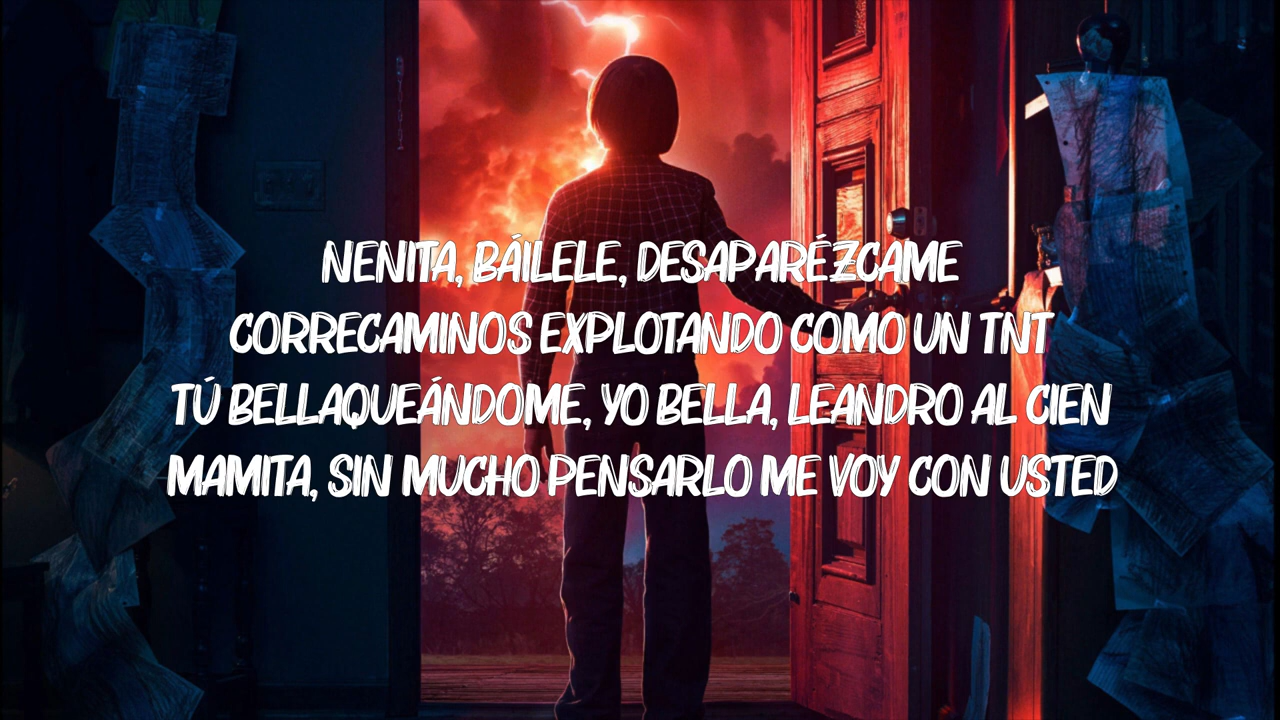 NENITA, BÁILELE, DESAPARÉZCAME
CORRECAMINOS EXPLOTANDO COMO UN TNT
TÚ BELLAQUEÁNDOME, YO BELLA, LEANDRO AL CIEN
MAMITA, SIN MUCHO PENSARLO ME VOY CON USTED